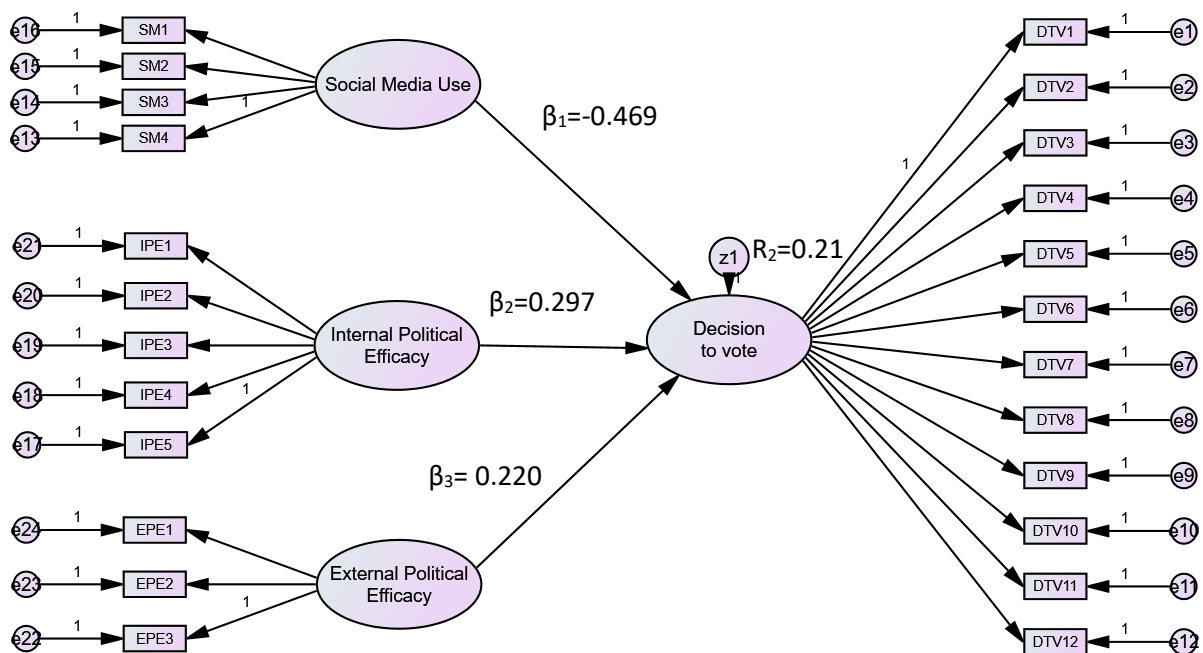 e16
1
SM1
e15
1
SM2
e14
1
SM3
e13
1
SM4
1
Social Media Use
β₁=-0.469
e21
1
IPE1
e20
1
IPE2
e19
1
IPE3
e18
1
IPE4
e17
1
IPE5
1
Internal Political
Efficacy
β₂=0.297
e24
1
EPE1
e23
1
EPE2
e22
1
EPE3
1
External Political
Efficacy
β₃= 0.220
z1
1
R₂=0.21
Decision
to vote
1
DTV1
1
e1
DTV2
1
e2
DTV3
1
e3
DTV4
1
e4
DTV5
1
e5
DTV6
1
e6
DTV7
1
e7
DTV8
1
e8
DTV9
1
e9
DTV10
1
e10
DTV11
1
e11
DTV12
1
e12